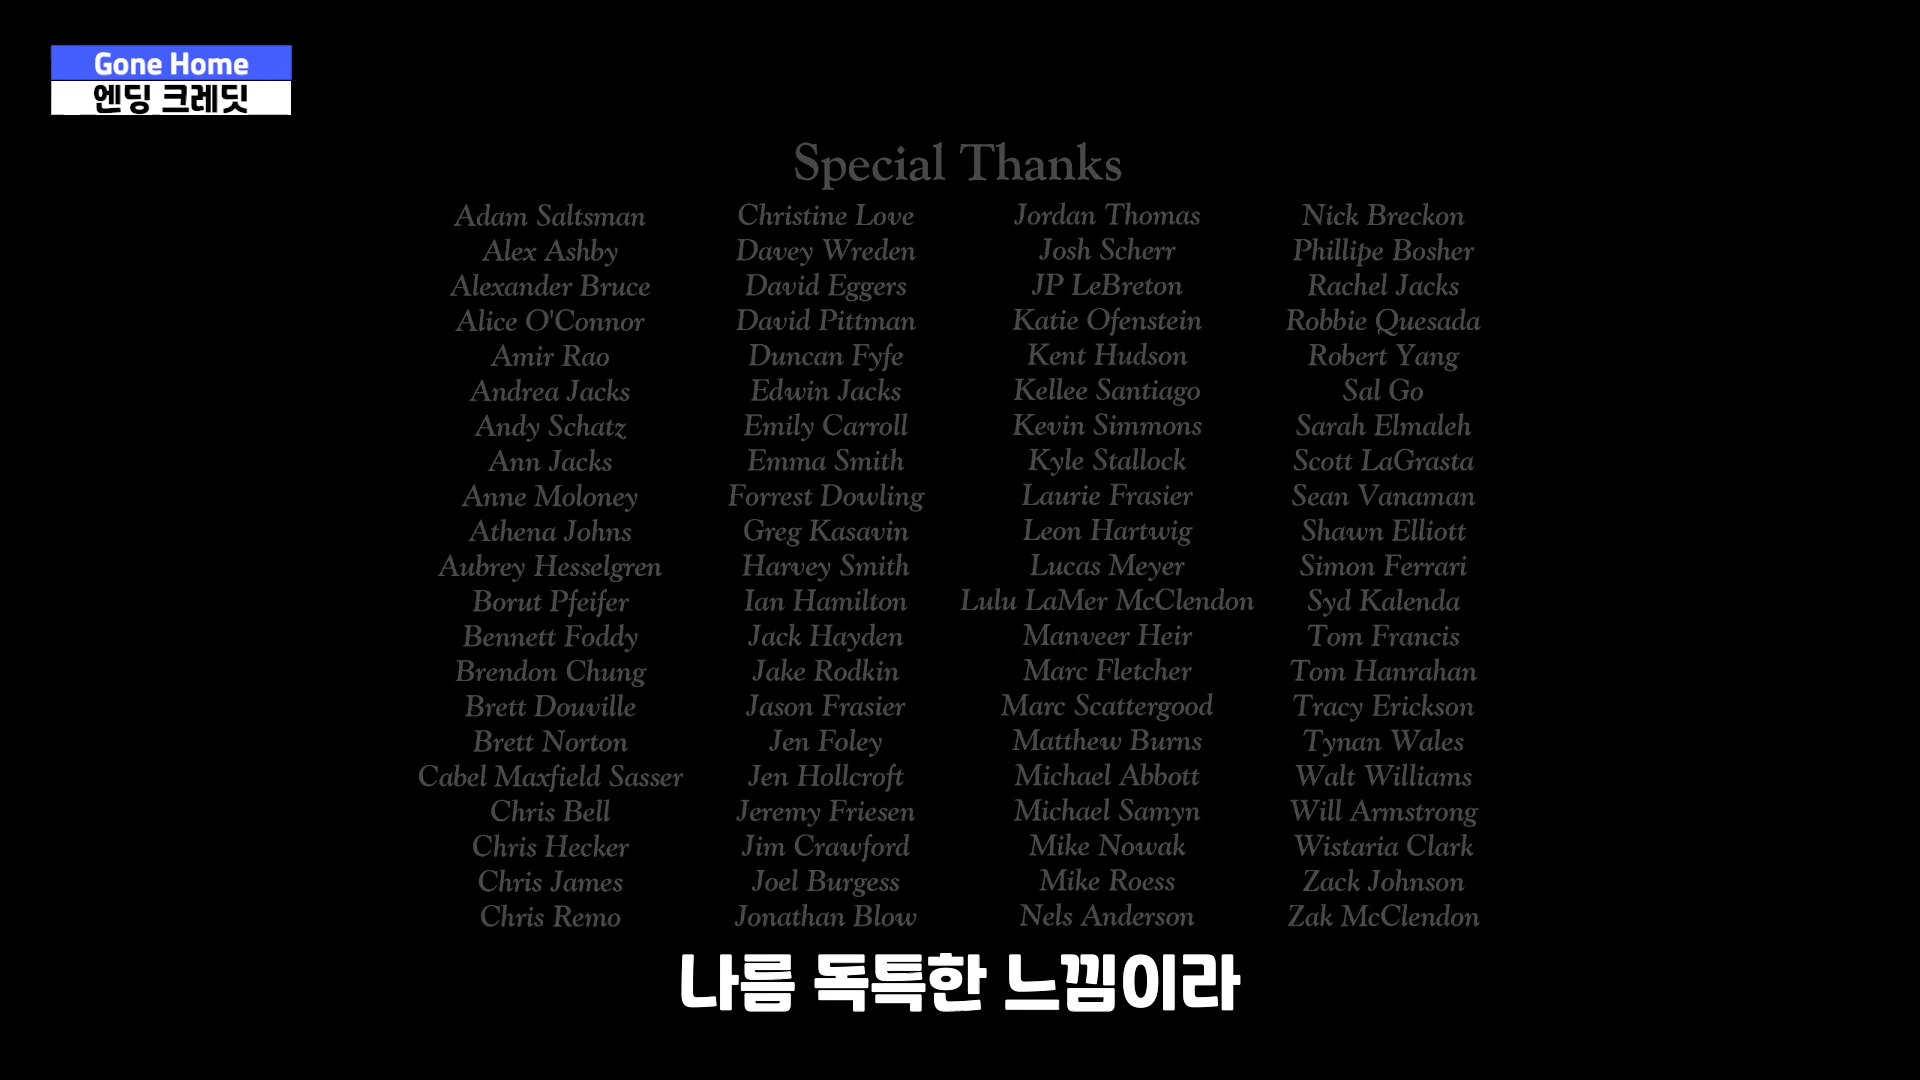 Gone Home
엔딩 크레딧
Special Thanks
Adam Saltsman
Alex Ashby
Alexander Bruce
Alice O'Connor
Amir Rao
Andrea Jacks
Andy Schatz
Ann Jacks
Anne Moloney
Athena Johns
Aubrey Hesselgren
Borut Pfeifer
Bennett Foddy
Brendon Chung
Brett Douville
Brett Norton
Cabel Maxfield Sasser
Chris Bell
Chris Hecker
Chris James
Chris Remo
Christine Love
Davey Wreden
David Eggers
David Pittman
Duncan Fyfe
Edwin Jacks
Emily Carroll
Emma Smith
Forrest Dowling
Greg Kasavin
Harvey Smith
Ian Hamilton
Jack Hayden
Jake Rodkin
Jason Frasier
Jen Foley
Jen Hollcroft
Jeremy Friesen
Jim Crawford
Joel Burgess
Jonathan Blow
Jordan Thomas
Josh Scherr
JP LeBreton
Katie Ofenstein
Kent Hudson
Kellee Santiago
Kevin Simmons
Kyle Stallock
Laurie Frasier
Leon Hartwig
Lucas Meyer
Lulu LaMer McClendon
Manveer Heir
Marc Fletcher
Marc Scattergood
Matthew Burns
Michael Abbott
Michael Samyn
Mike Nowak
Mike Roess
Nels Anderson
Nick Breckon
Phillipe Bosher
Rachel Jacks
Robbie Quesada
Robert Yang
Sal Go
Sarah Elmaleh
Scott LaGrasta
Sean Vanaman
Shawn Elliott
Simon Ferrari
Syd Kalenda
Tom Francis
Tom Hanrahan
Tracy Erickson
Tynan Wales
Walt Williams
Will Armstrong
Wistaria Clark
Zack Johnson
Zak McClendon
나름 독특한 느낌이라